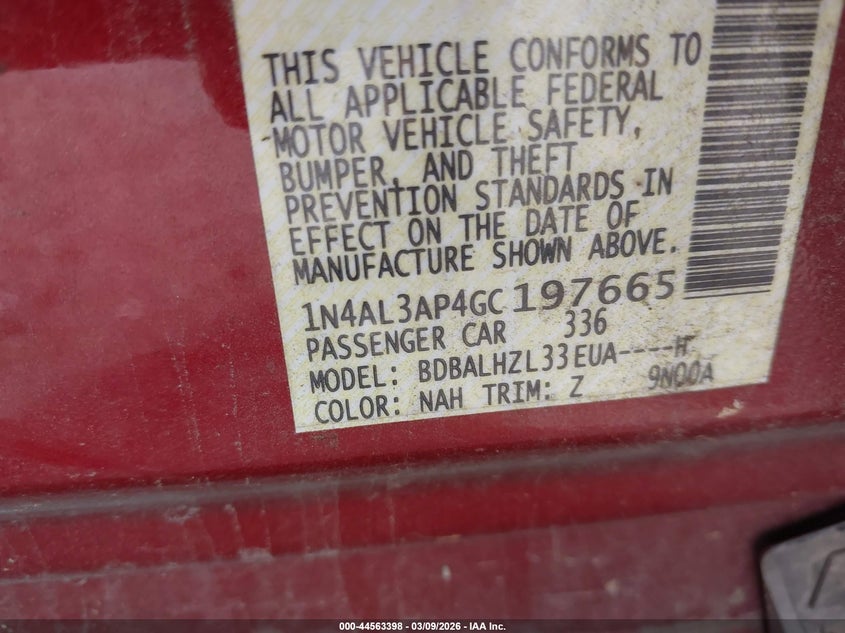 THIS VEHICLE CONFORMS TO
ALL APPLICABLE FEDERAL
MOTOR VEHICLE SAFETY,
BUMPER, AND THEFT
PREVENTION STANDARDS IN
EFFECT ON THE DATE OF
MANUFACTURE SHOWN ABOVE.
1N4AL3AP4GC197665
PASSENGER CAR 336
MODEL: BDBALHZL33EUA----H
COLOR: NAH TRIM: Z 9N00A
000-44563398 - 03/09/2026 - IAA Inc.